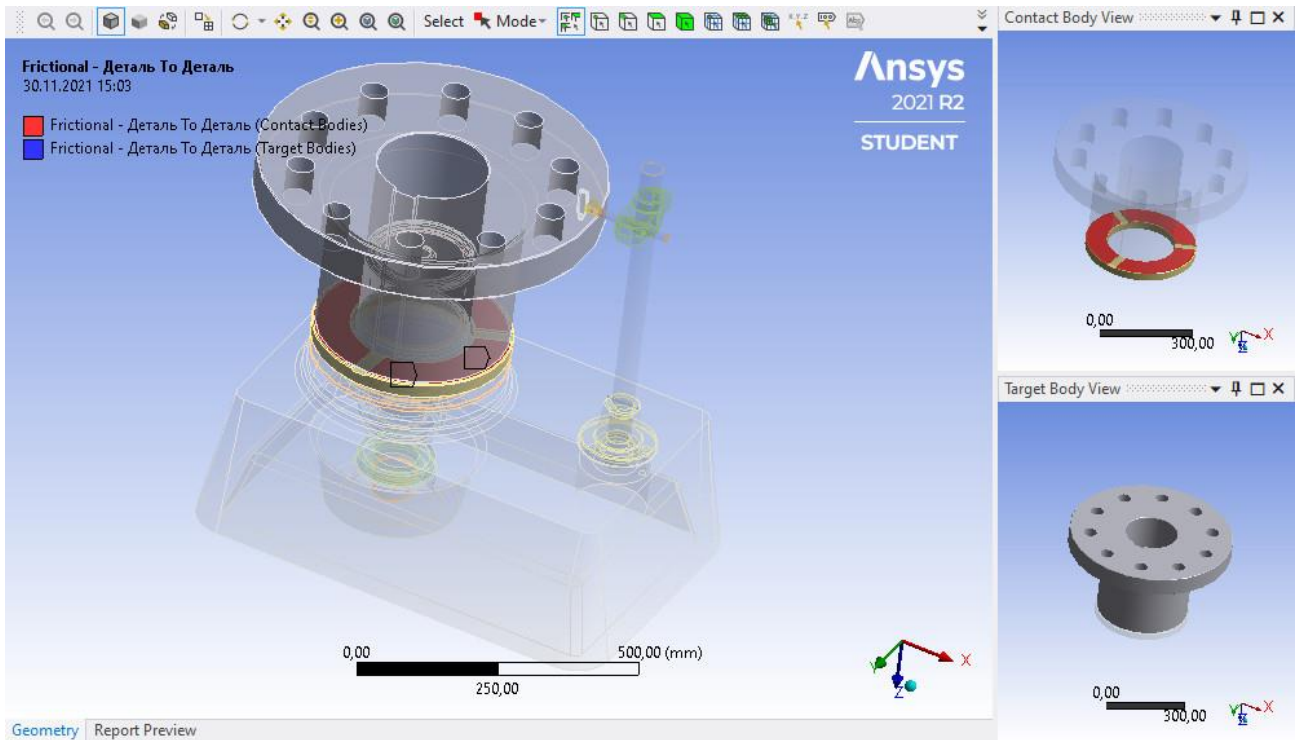 Select Mode
Frictional - Деталь To Деталь
30.11.2021 15:03
Frictional - Деталь To Деталь (Contact Bodies)
Frictional - Деталь To Деталь (Target Bodies)
Ansys
2021 R2
STUDENT
0,00 500,00 (mm)
250,00
X
Y
Z
Geometry Report Preview
Contact Body View
0,00
300,00
Y X
Target Body View
0,00
300,00
Y X